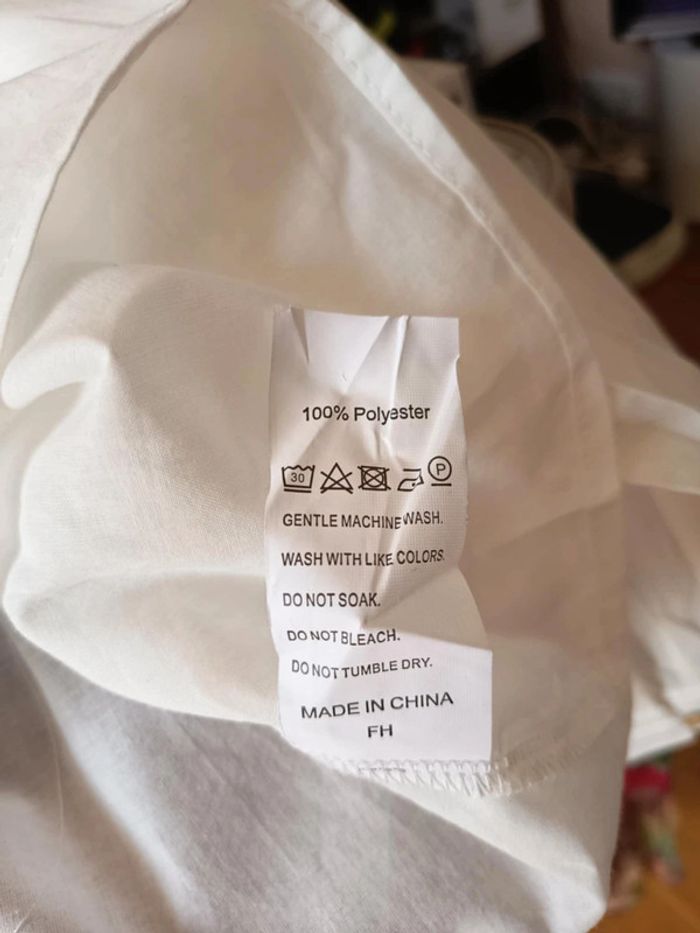 100% Polyester
30 P
GENTLE MACHINE WASH.
WASH WITH LIKE COLORS.
DO NOT SOAK.
DO NOT BLEACH.
DO NOT TUMBLE DRY.
MADE IN CHINA
FH